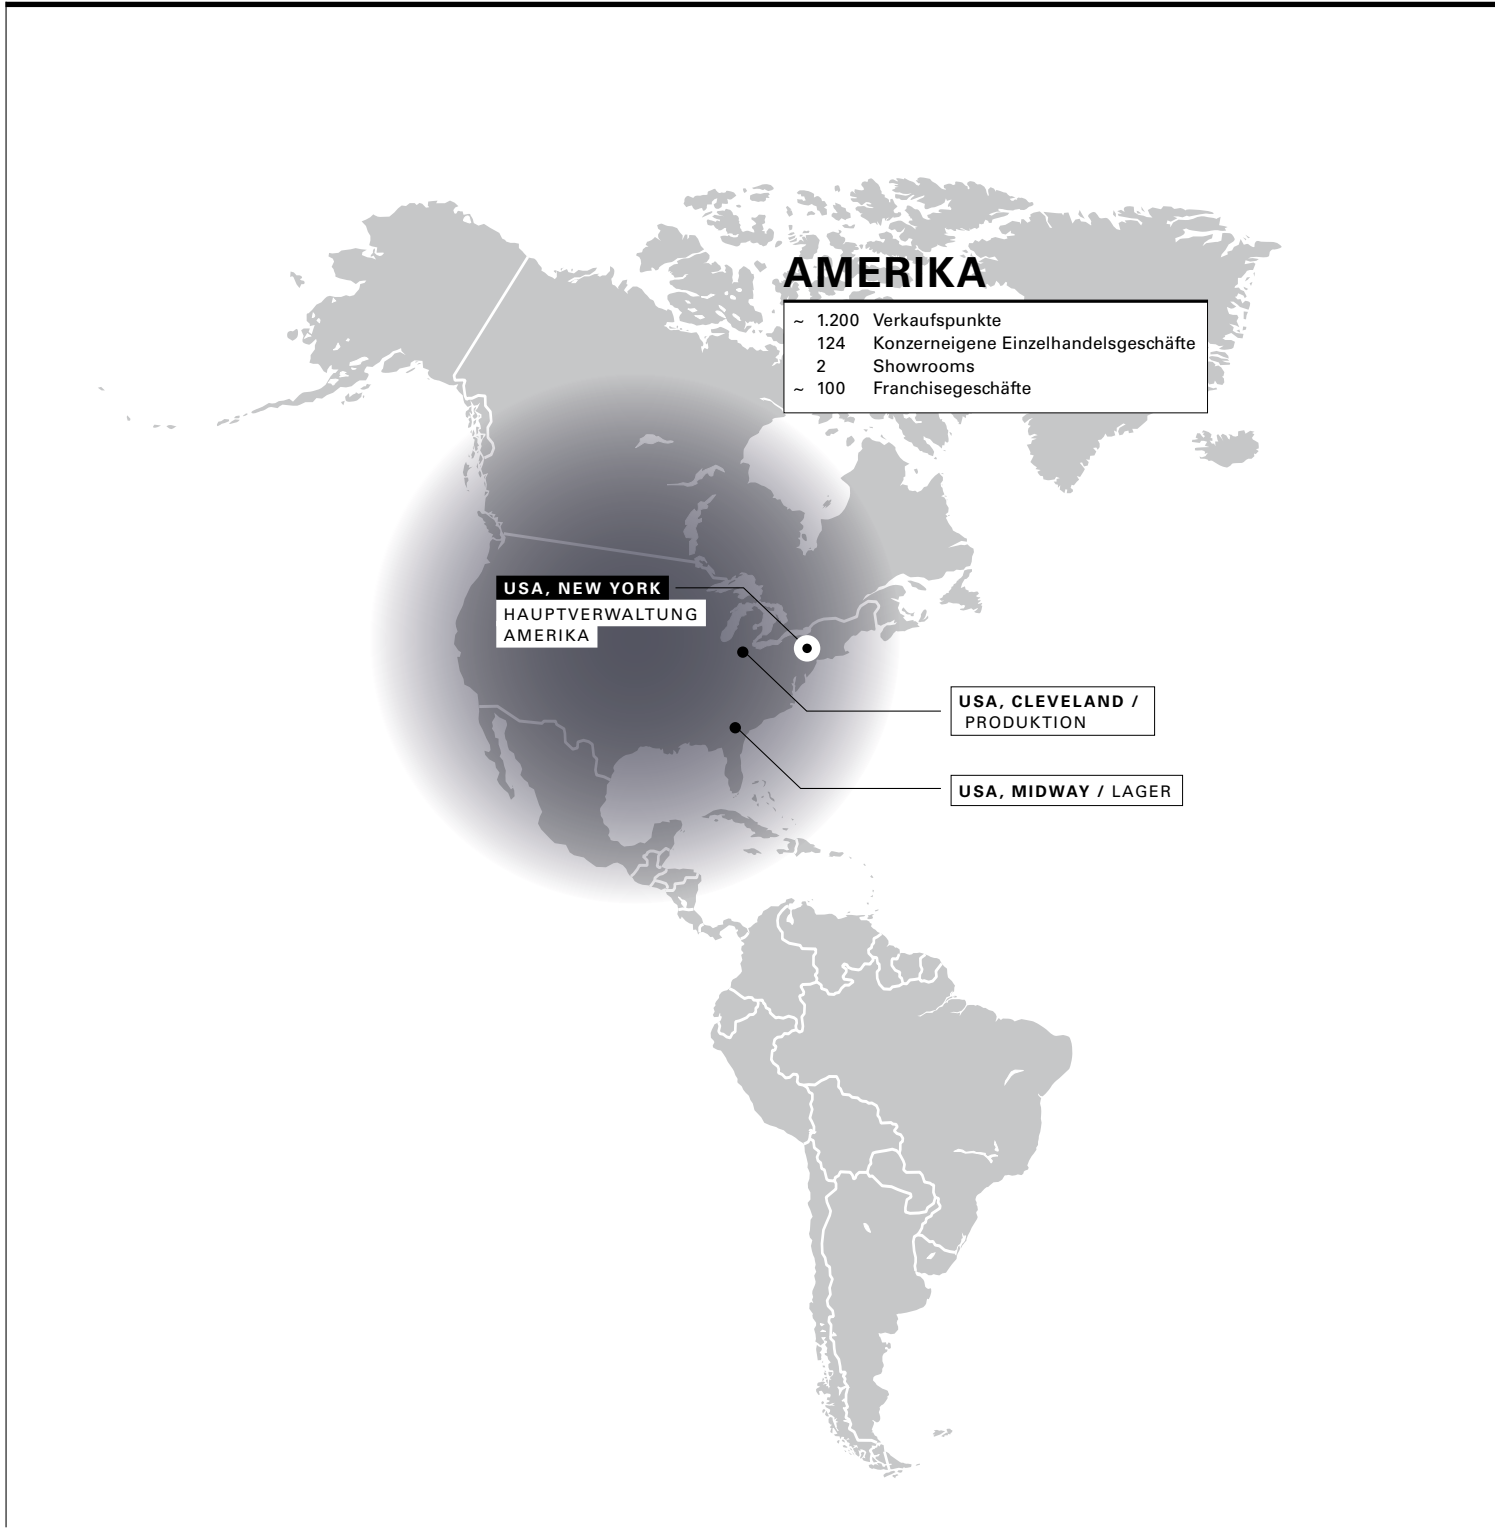 AMERIKA
~ 1.200 Verkaufspunkte
124 Konzerneigene Einzelhandelsgeschäfte
2 Showrooms
~ 100 Franchisegeschäfte
USA, NEW YORK
HAUPTVERWALTUNG
AMERIKA
USA, CLEVELAND /
PRODUKTION
USA, MIDWAY / LAGER